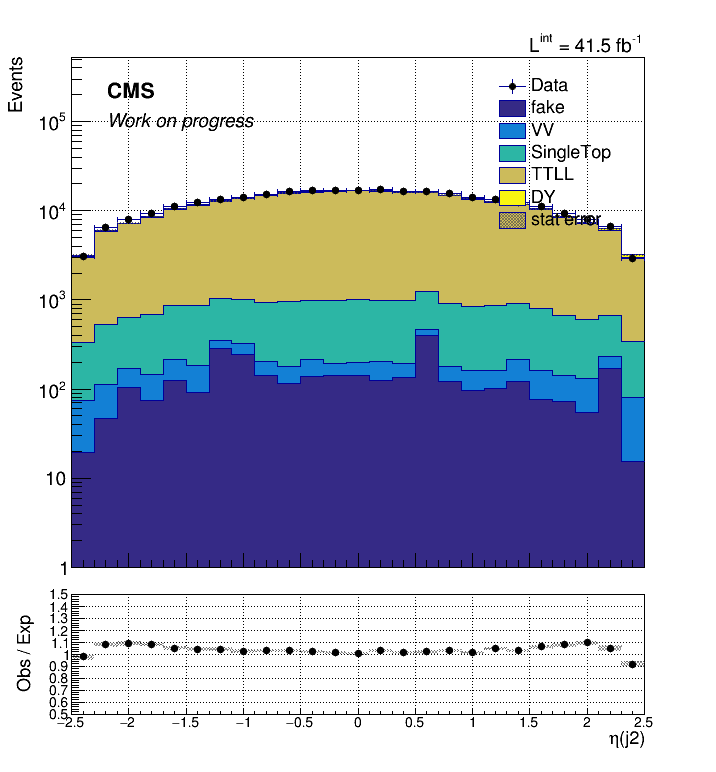 L^int = 41.5 fb^-1
Events
CMS
Work on progress
Data
fake
VV
SingleTop
TTLL
DY
stat error
10^5
10^4
10^3
10^2
10
1
Obs / Exp
1.5
1.4
1.3
1.2
1.1
1
0.9
0.8
0.7
0.6
0.5
−2.5 −2 −1.5 −1 −0.5 0 0.5 1 1.5 2 2.5
η(j2)